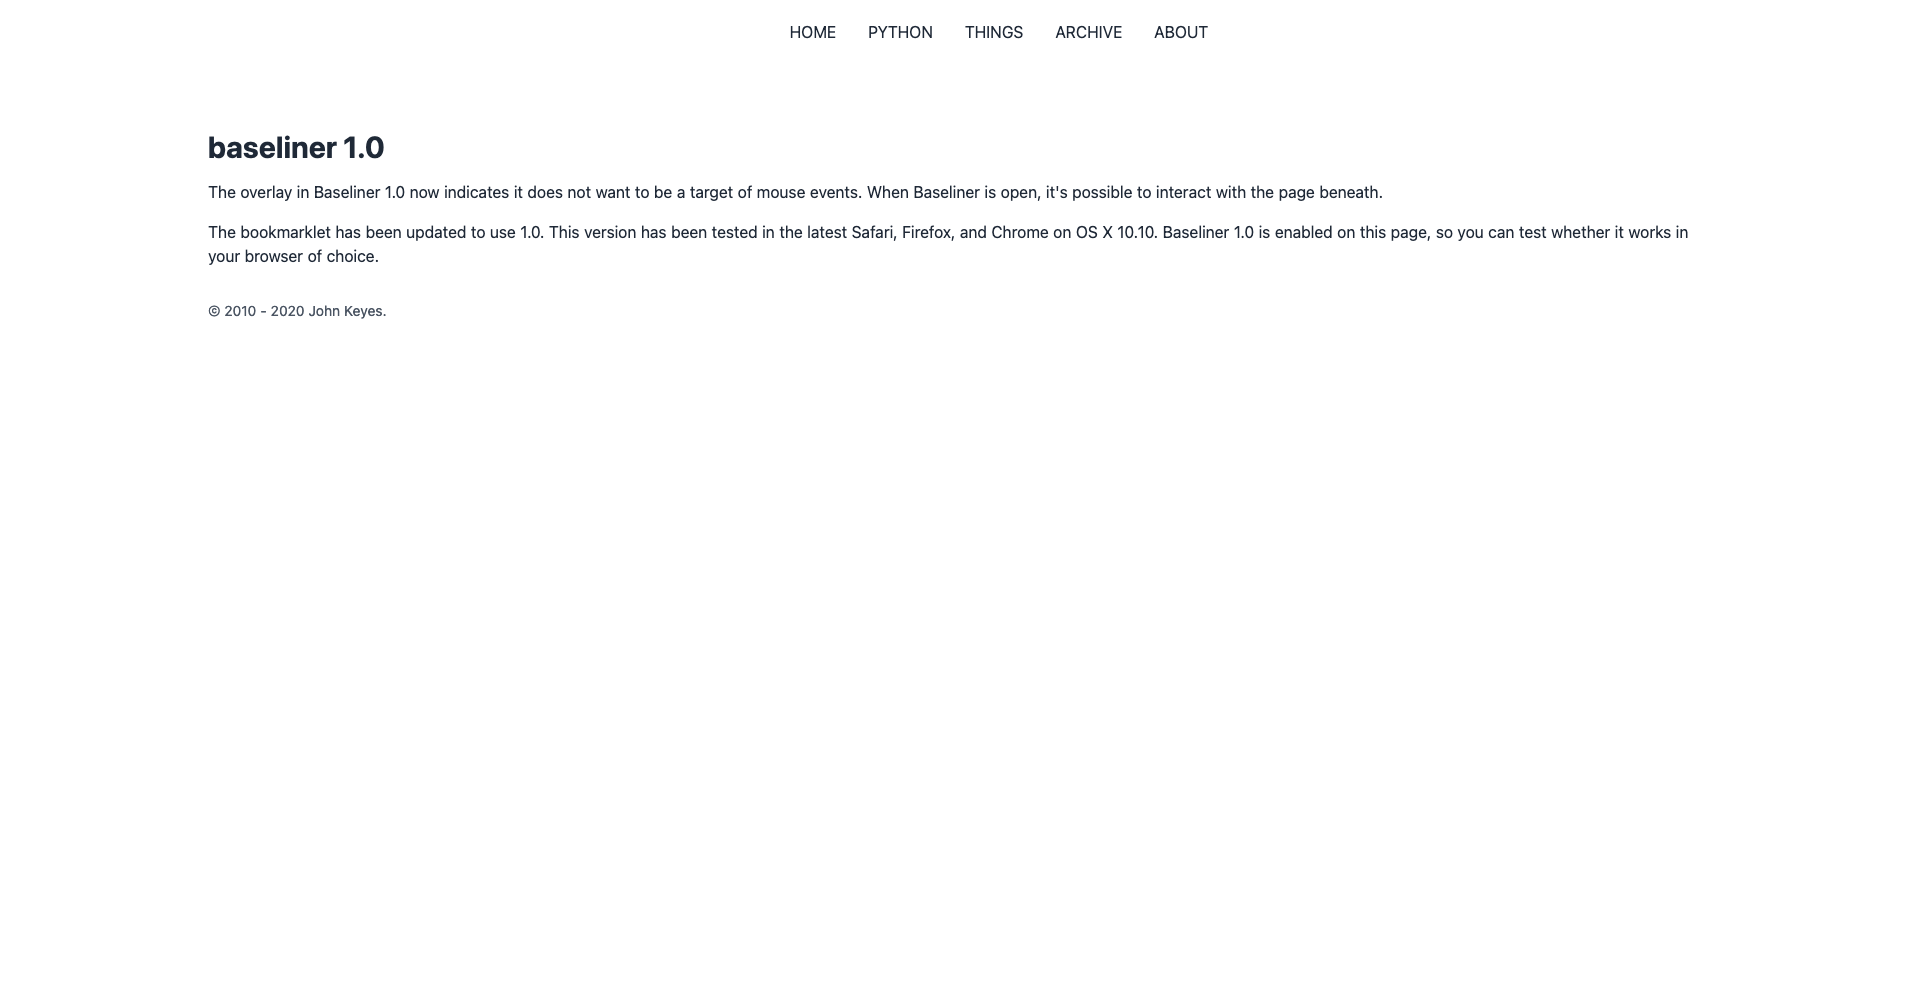 HOME PYTHON THINGS ARCHIVE ABOUT
baseliner 1.0
The overlay in Baseliner 1.0 now indicates it does not want to be a target of mouse events. When Baseliner is open, it's possible to interact with the page beneath.
The bookmarklet has been updated to use 1.0. This version has been tested in the latest Safari, Firefox, and Chrome on OS X 10.10. Baseliner 1.0 is enabled on this page, so you can test whether it works in
your browser of choice.
© 2010 - 2020 John Keyes.